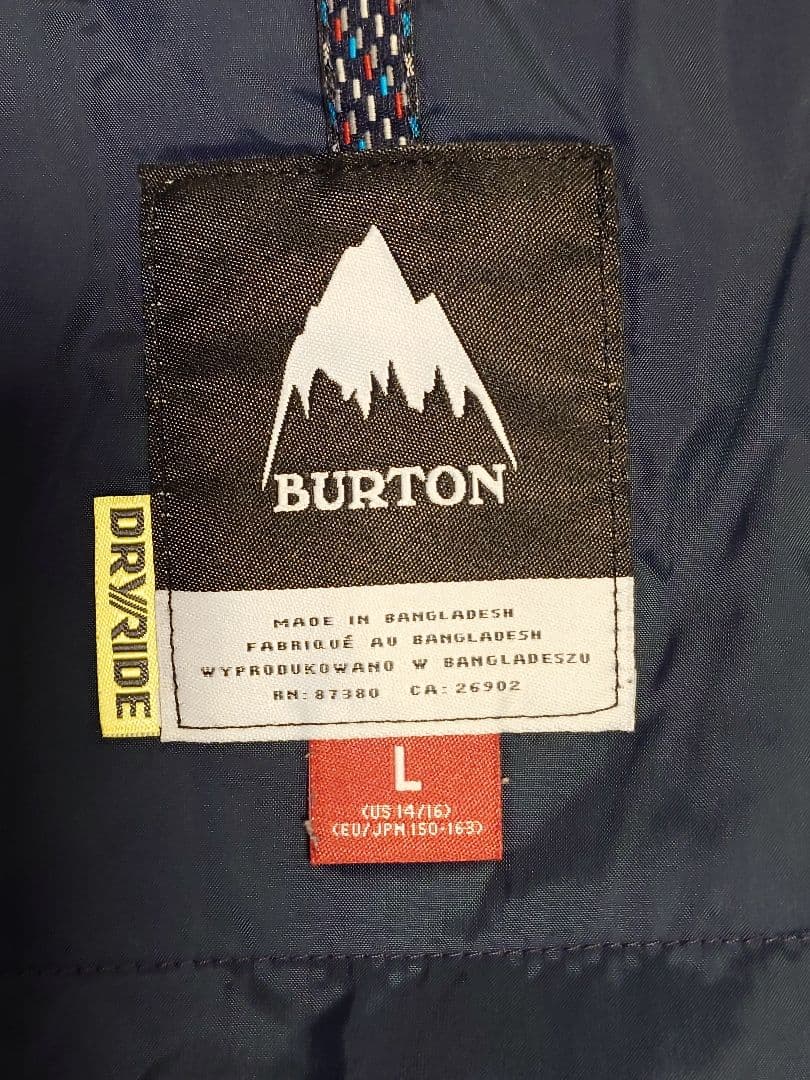 BURTON
DRY//RIDE
MADE IN BANGLADESH
FABRIQUÉ AU BANGLADESH
WYPRODUKOWANO W BANGLADESZU
RN: 87380 CA: 26902
L
(US 14/16)
(EU/JPN 150-163)